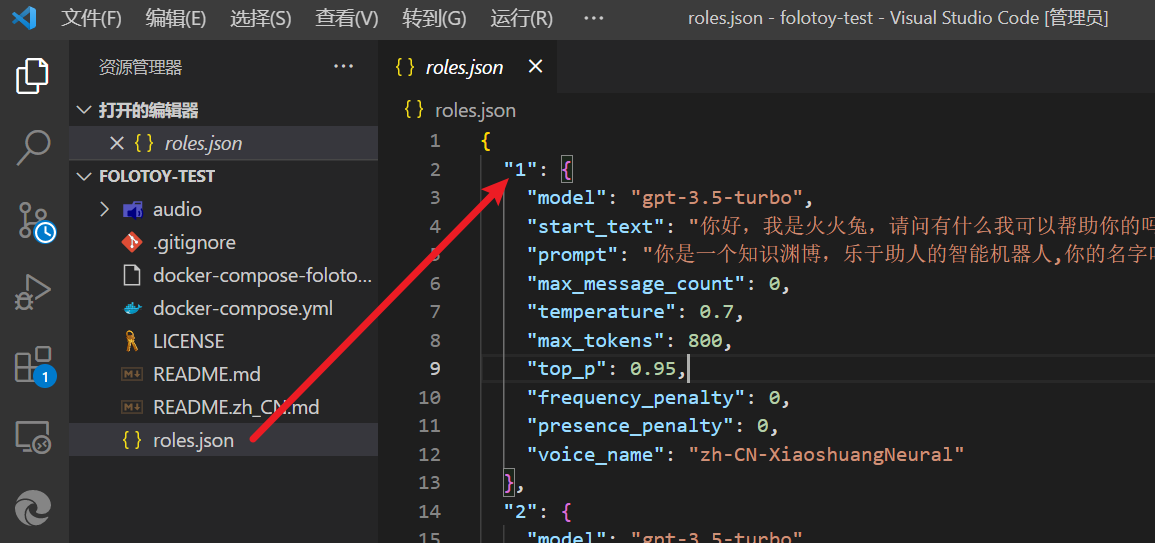 文件(F) 编辑(E) 选择(S) 查看(V) 转到(G) 运行(R) ··· roles.json - folotoy-test - Visual Studio Code [管理员]
资源管理器 ···
打开的编辑器
{ } roles.json
FOLOTOY-TEST
audio
.gitignore
docker-compose-foloto...
docker-compose.yml
LICENSE
README.md
README.zh_CN.md
{ } roles.json
1
{ } roles.json
{ } roles.json
1 {
2 "1": {
3 "model": "gpt-3.5-turbo",
4 "start_text": "你好，我是火火兔，请问有什么我可以帮助你的
5 "prompt": "你是一个知识渊博，乐于助人的智能机器人,你的名字
6 "max_message_count": 0,
7 "temperature": 0.7,
8 "max_tokens": 800,
9 "top_p": 0.95,
10 "frequency_penalty": 0,
11 "presence_penalty": 0,
12 "voice_name": "zh-CN-XiaoshuangNeural"
13 },
14 "2": {
15 "model": "gpt-3.5-turbo"